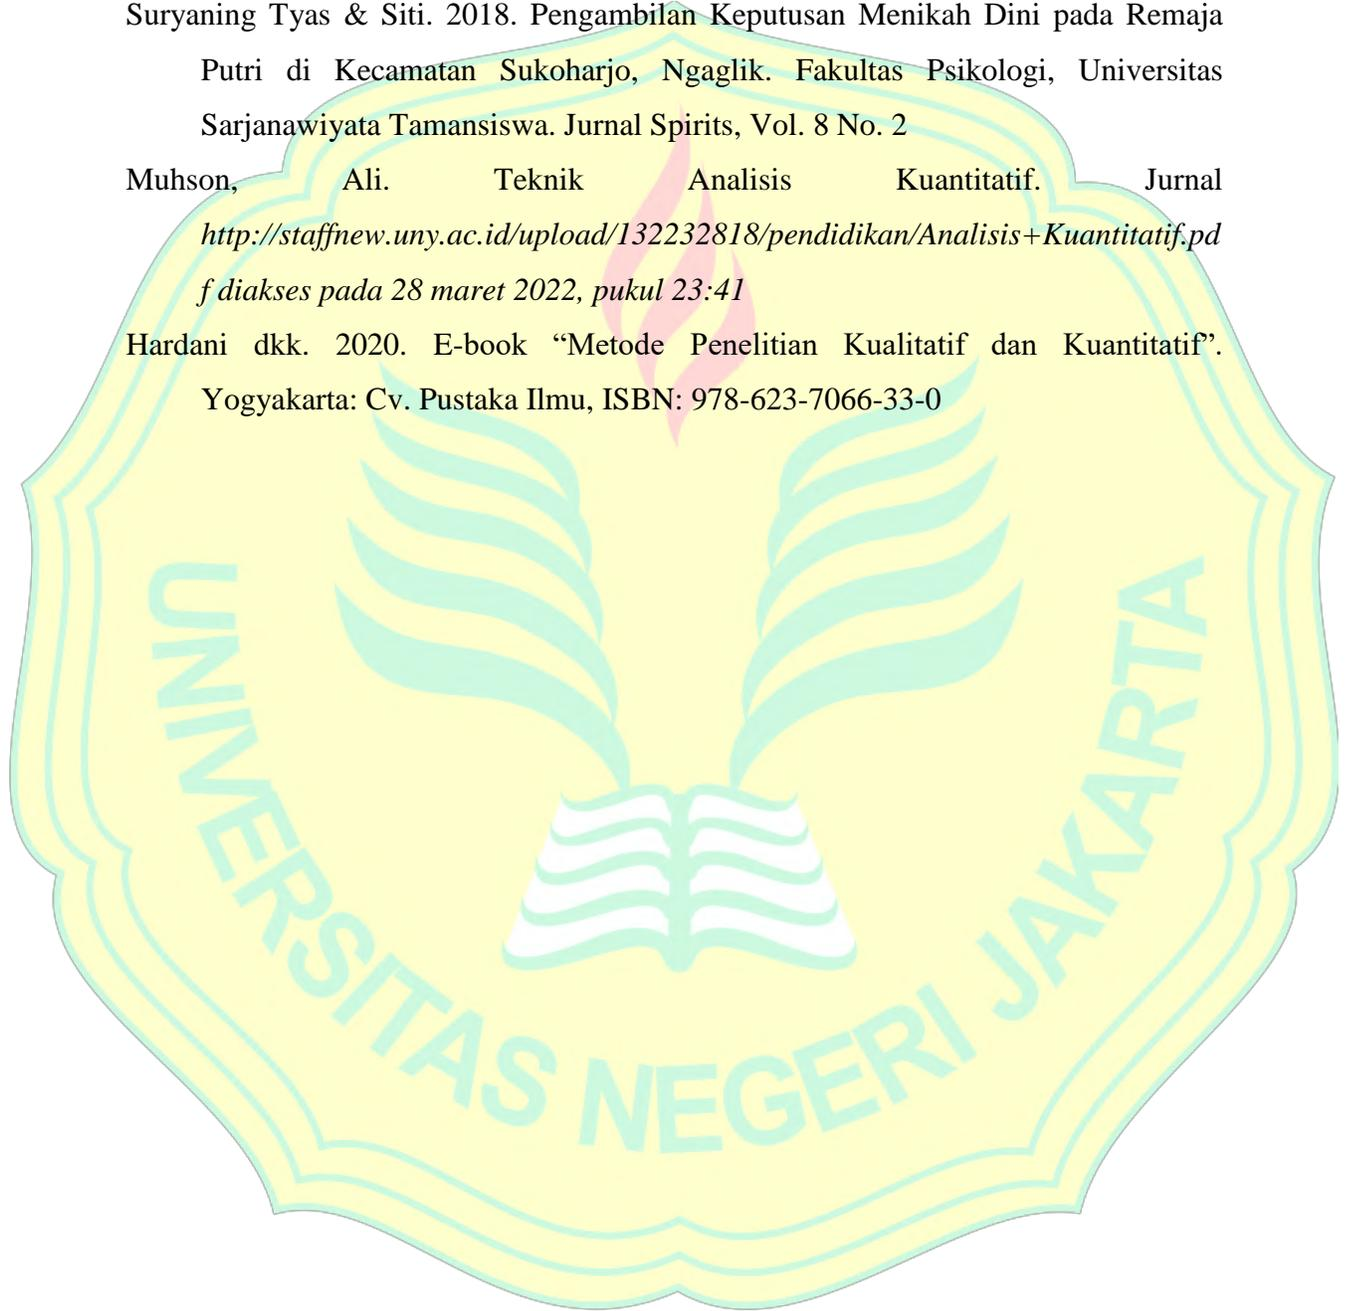 Suryaning Tyas & Siti. 2018. Pengambilan Keputusan Menikah Dini pada Remaja
Putri di Kecamatan Sukoharjo, Ngaglik. Fakultas Psikologi, Universitas
Sarjanawiyata Tamansiswa. Jurnal Spirits, Vol. 8 No. 2
Muhson, Ali. Teknik Analisis Kuantitatif. Jurnal
http://staffnew.uny.ac.id/upload/132232818/pendidikan/Analisis+Kuantitatif.pd
f diakses pada 28 maret 2022, pukul 23:41
Hardani dkk. 2020. E-book “Metode Penelitian Kualitatif dan Kuantitatif”.
Yogyakarta: Cv. Pustaka Ilmu, ISBN: 978-623-7066-33-0
UNIVERSITAS NEGERI JAKARTA